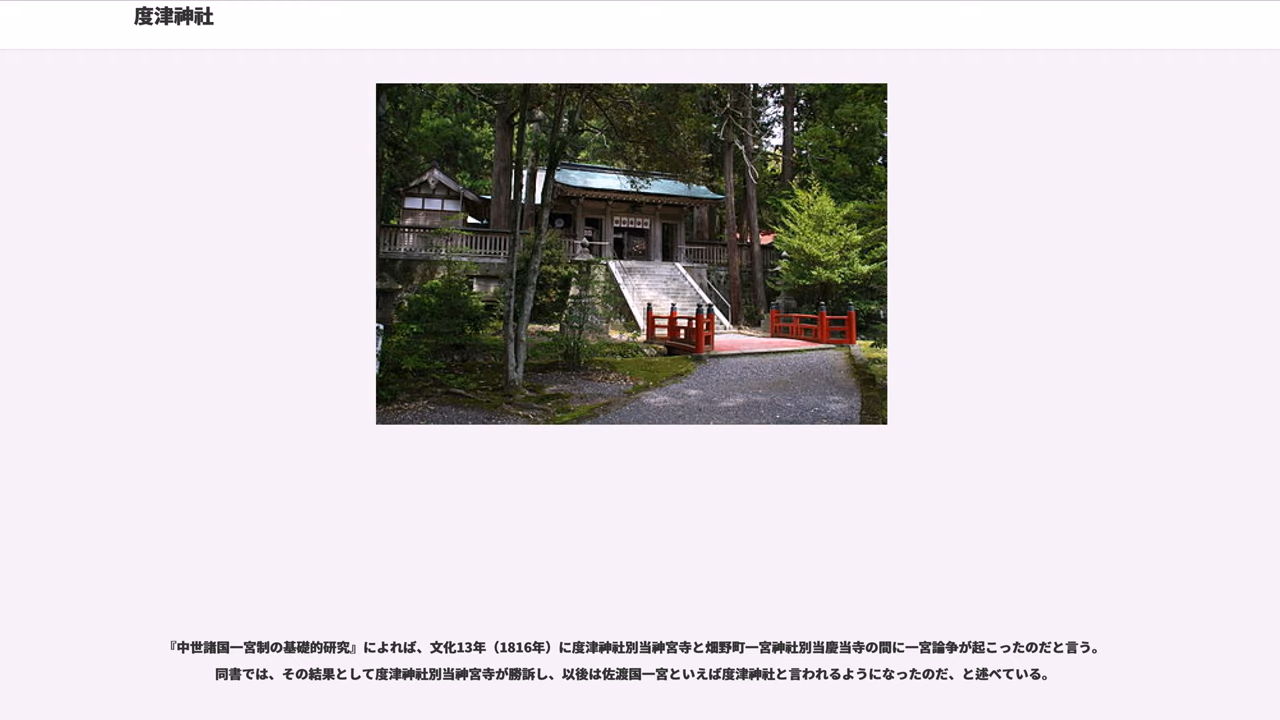 度津神社
『中世諸国一宮制の基礎的研究』によれば、文化13年（1816年）に度津神社別当神宮寺と畑野町一宮神社別当慶当寺の間に一宮論争が起こったのだと言う。
同書では、その結果として度津神社別当神宮寺が勝訴し、以後は佐渡国一宮といえば度津神社と言われるようになったのだ、と述べている。